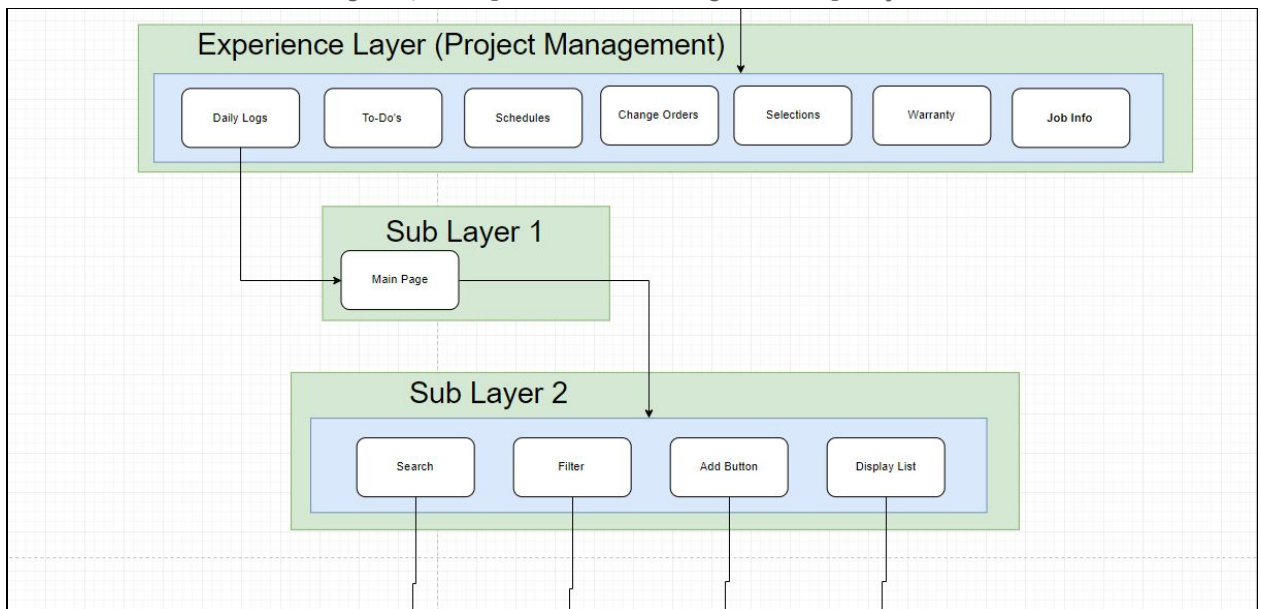 Experience Layer (Project Management)
Daily Logs
To-Do's
Schedules
Change Orders
Selections
Warranty
Job Info
Sub Layer 1
Main Page
Sub Layer 2
Search
Filter
Add Button
Display List